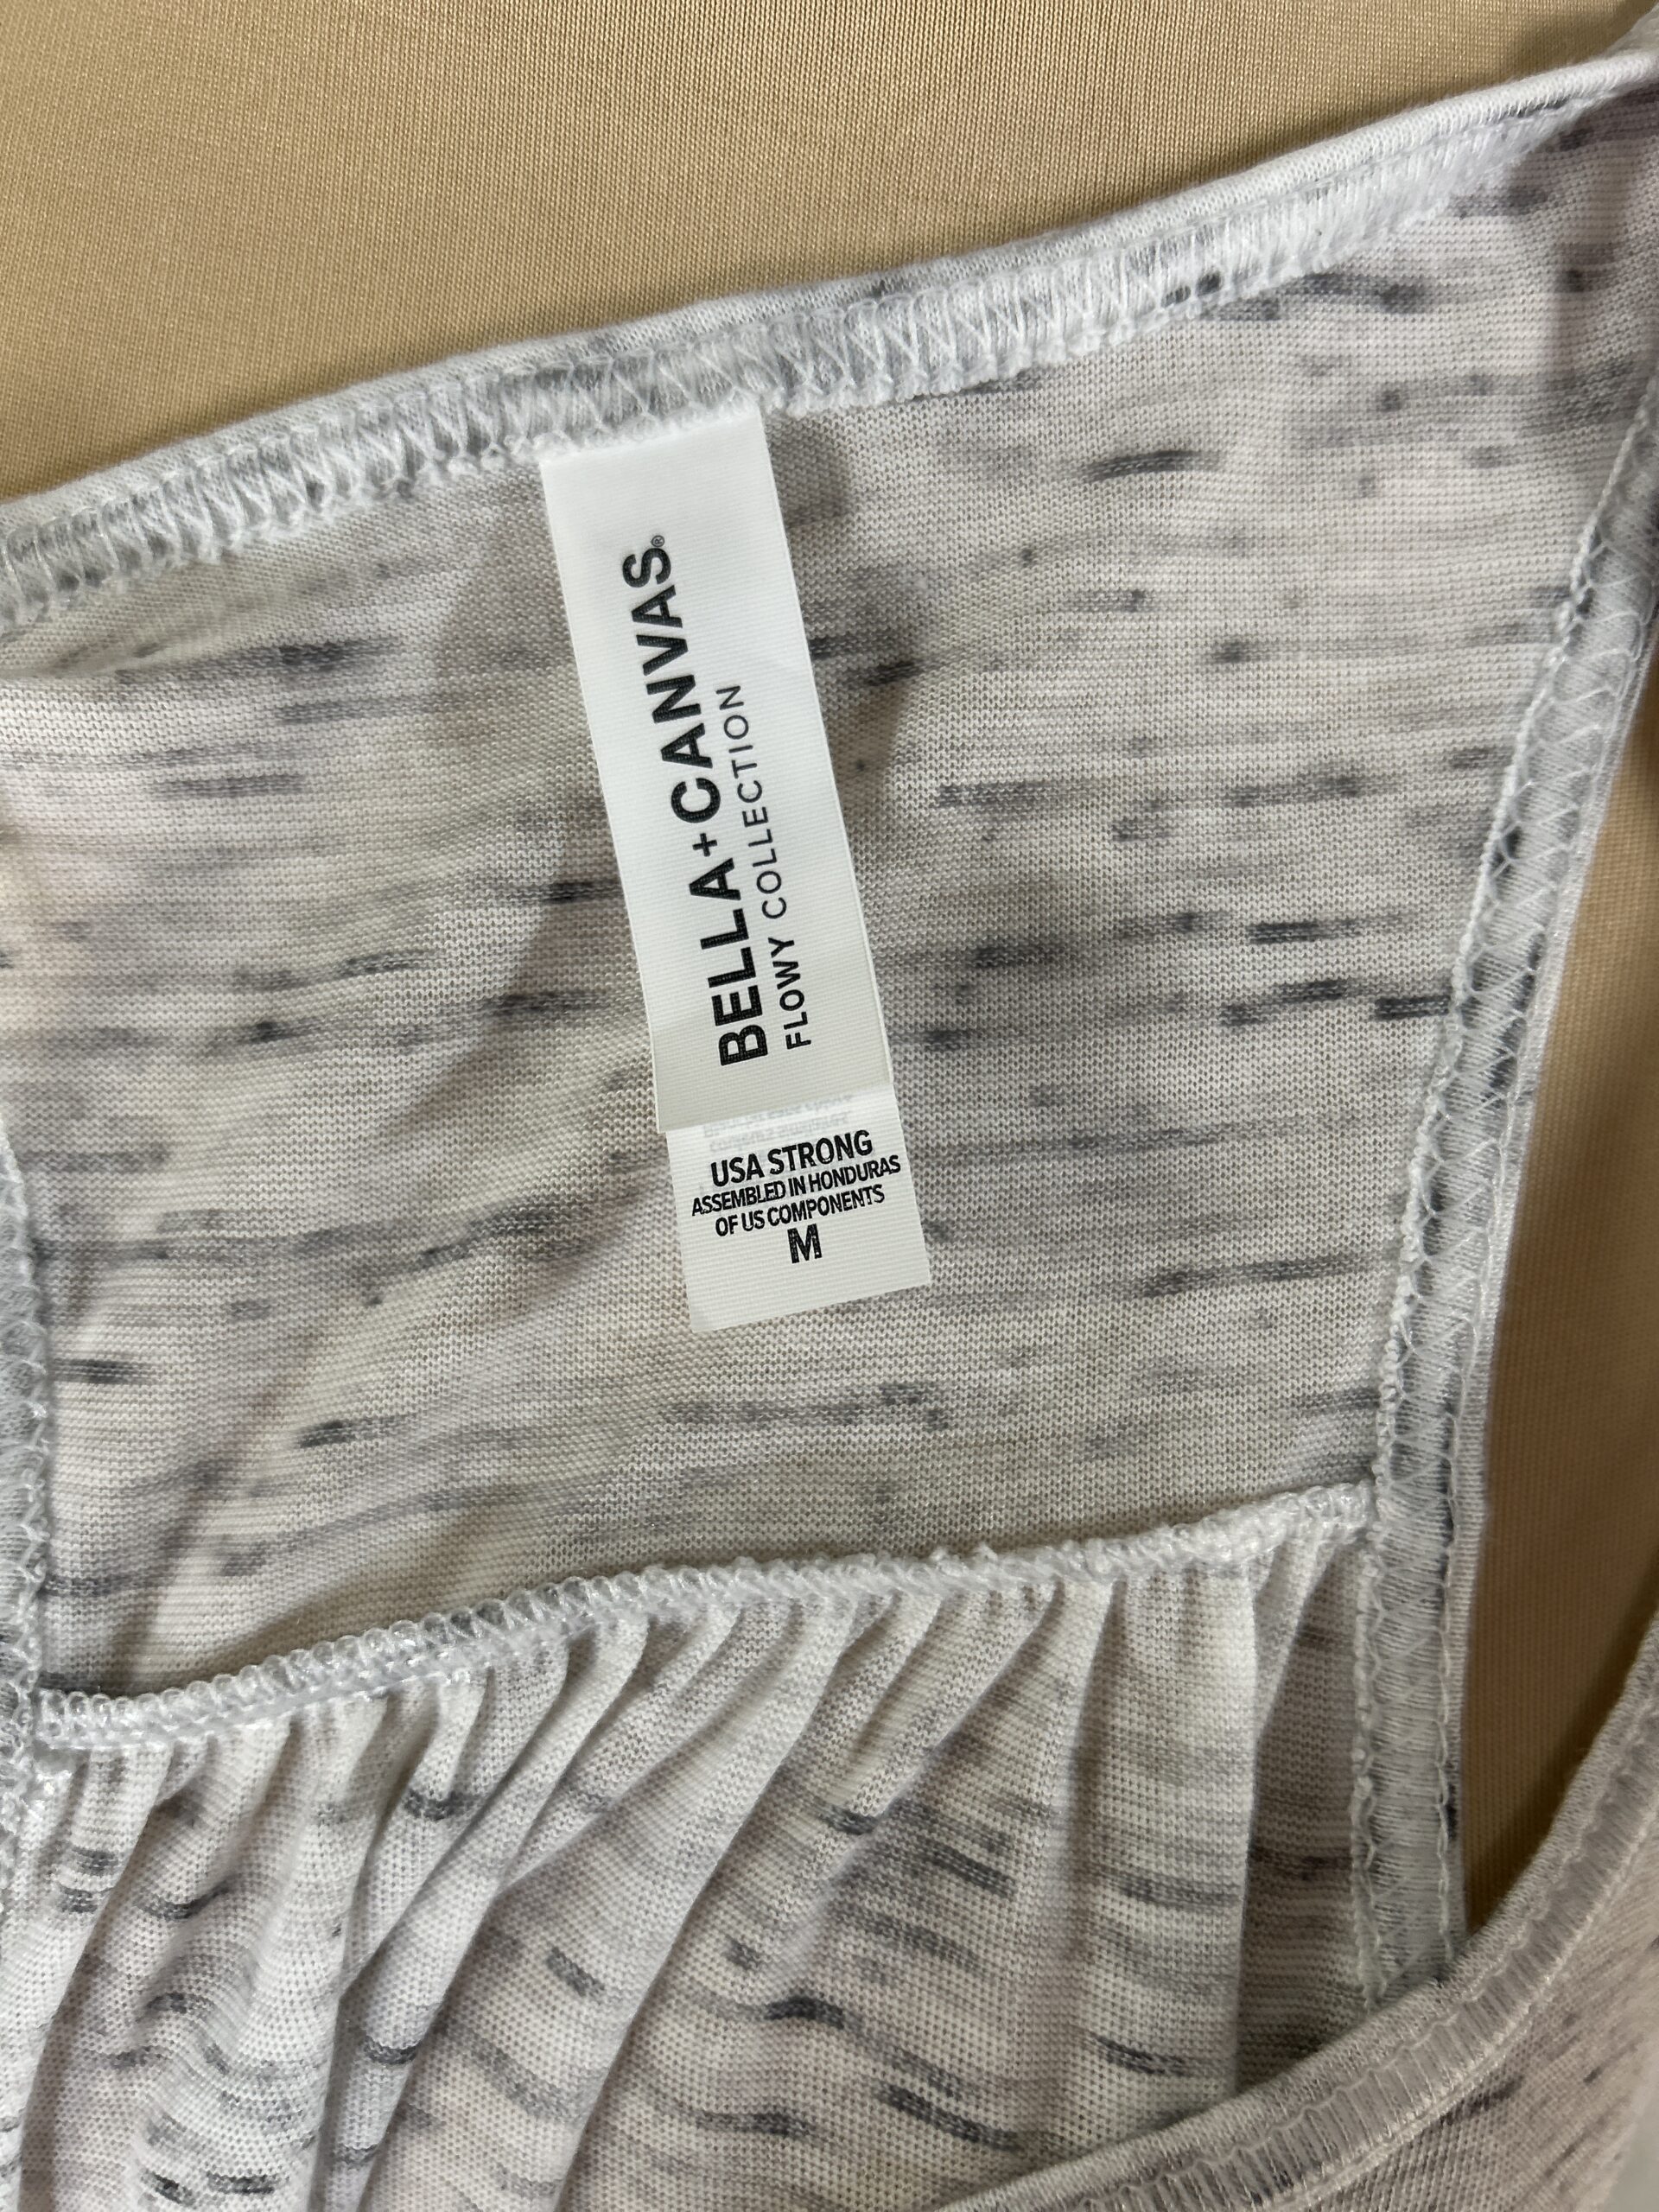 BELLA+CANVAS®
FLOWY COLLECTION
USA STRONG
ASSEMBLED IN HONDURAS
OF US COMPONENTS
M